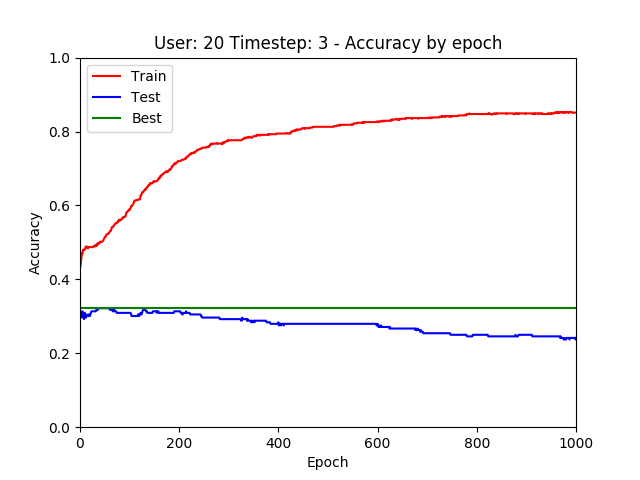 User: 20 Timestep: 3 - Accuracy by epoch
1.0
Train
Test
Best
0.8
0.6
Accuracy
0.4
0.2
0.0
0 200 400 600 800 1000
Epoch